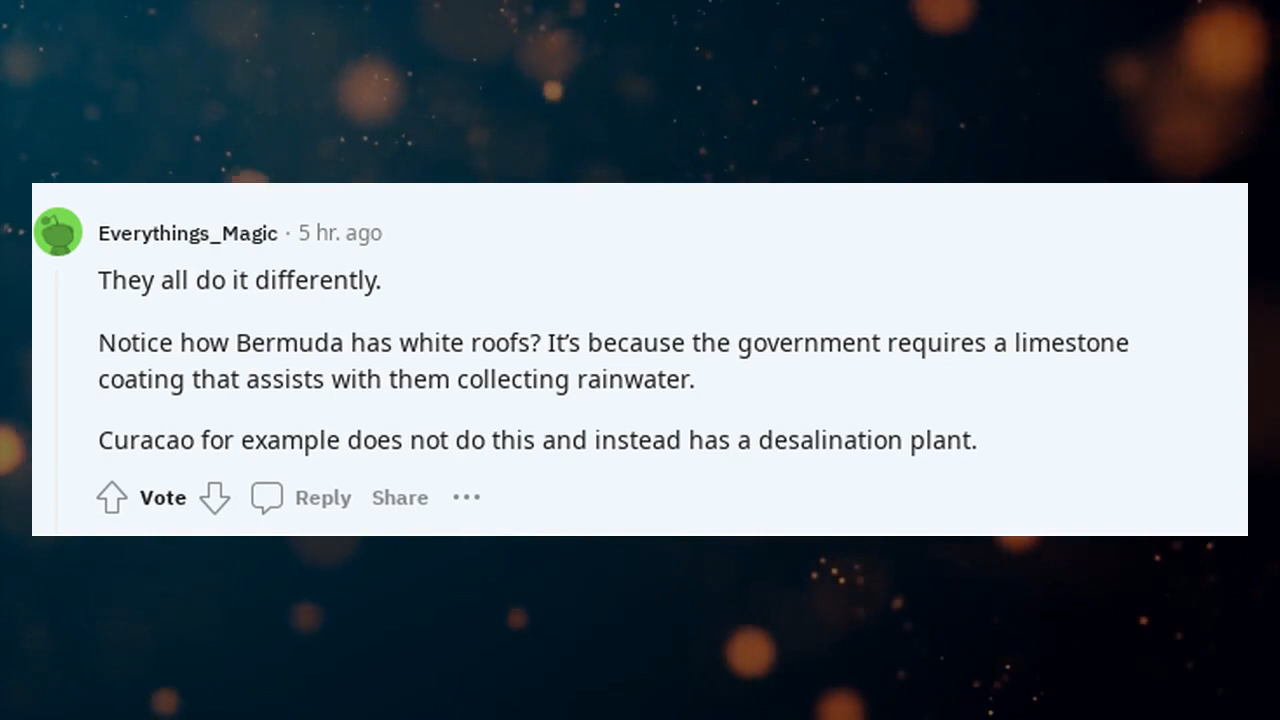 Everythings_Magic · 5 hr. ago
They all do it differently.
Notice how Bermuda has white roofs? It’s because the government requires a limestone
coating that assists with them collecting rainwater.
Curacao for example does not do this and instead has a desalination plant.
Vote Reply Share